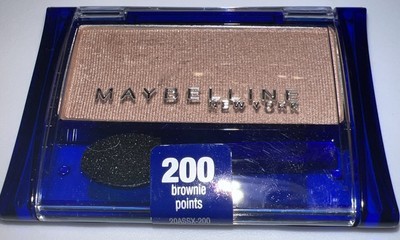 MAYBELLINE
NEW YORK
200
brownie
points